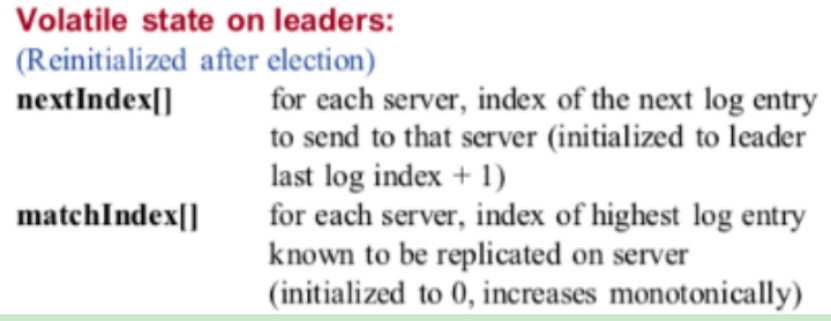 Volatile state on leaders:
(Reinitialized after election)
nextIndex[] for each server, index of the next log entry
to send to that server (initialized to leader
last log index + 1)
matchIndex[] for each server, index of highest log entry
known to be replicated on server
(initialized to 0, increases monotonically)